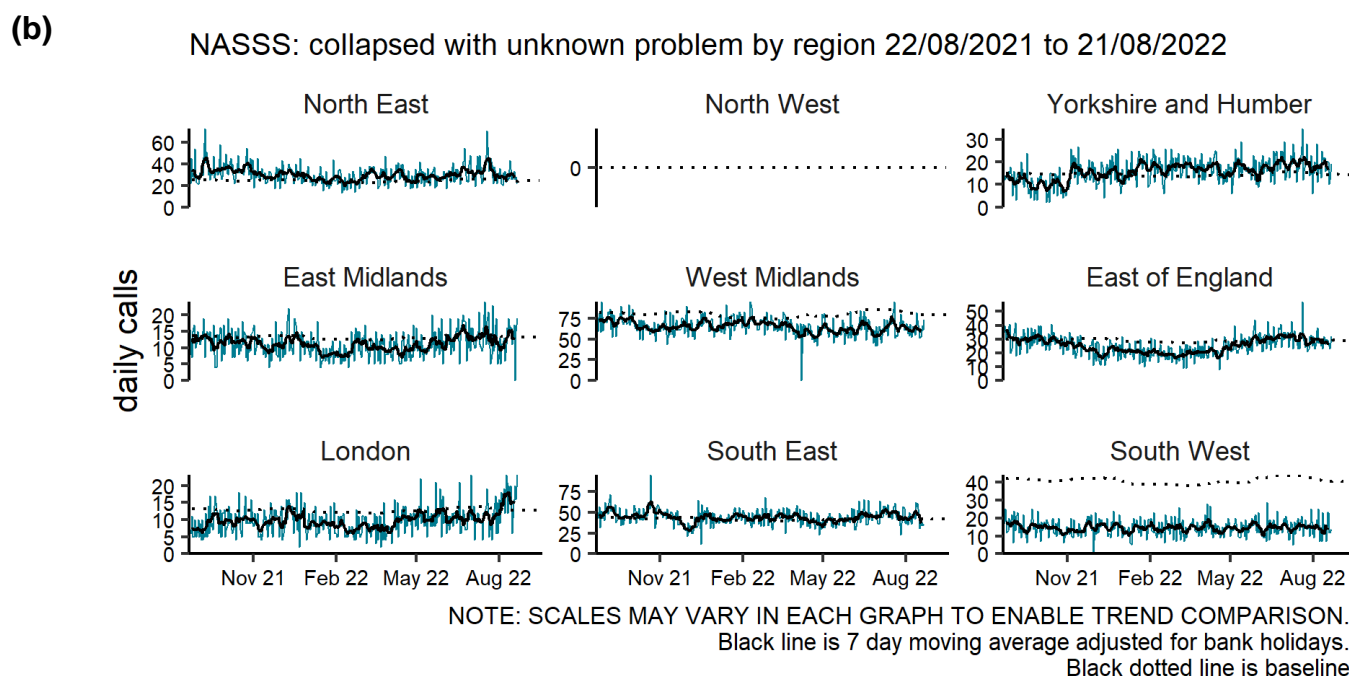 (b)
NASSS: collapsed with unknown problem by region 22/08/2021 to 21/08/2022
daily calls
North East
60
40
20
0
North West
0
Yorkshire and Humber
30
20
10
0
East Midlands
20
15
10
5
0
West Midlands
75
50
25
0
East of England
50
40
30
20
10
0
London
20
15
10
5
0
Nov 21 Feb 22 May 22 Aug 22
South East
75
50
25
0
Nov 21 Feb 22 May 22 Aug 22
South West
40
30
20
10
0
Nov 21 Feb 22 May 22 Aug 22
NOTE: SCALES MAY VARY IN EACH GRAPH TO ENABLE TREND COMPARISON.
Black line is 7 day moving average adjusted for bank holidays.
Black dotted line is baseline